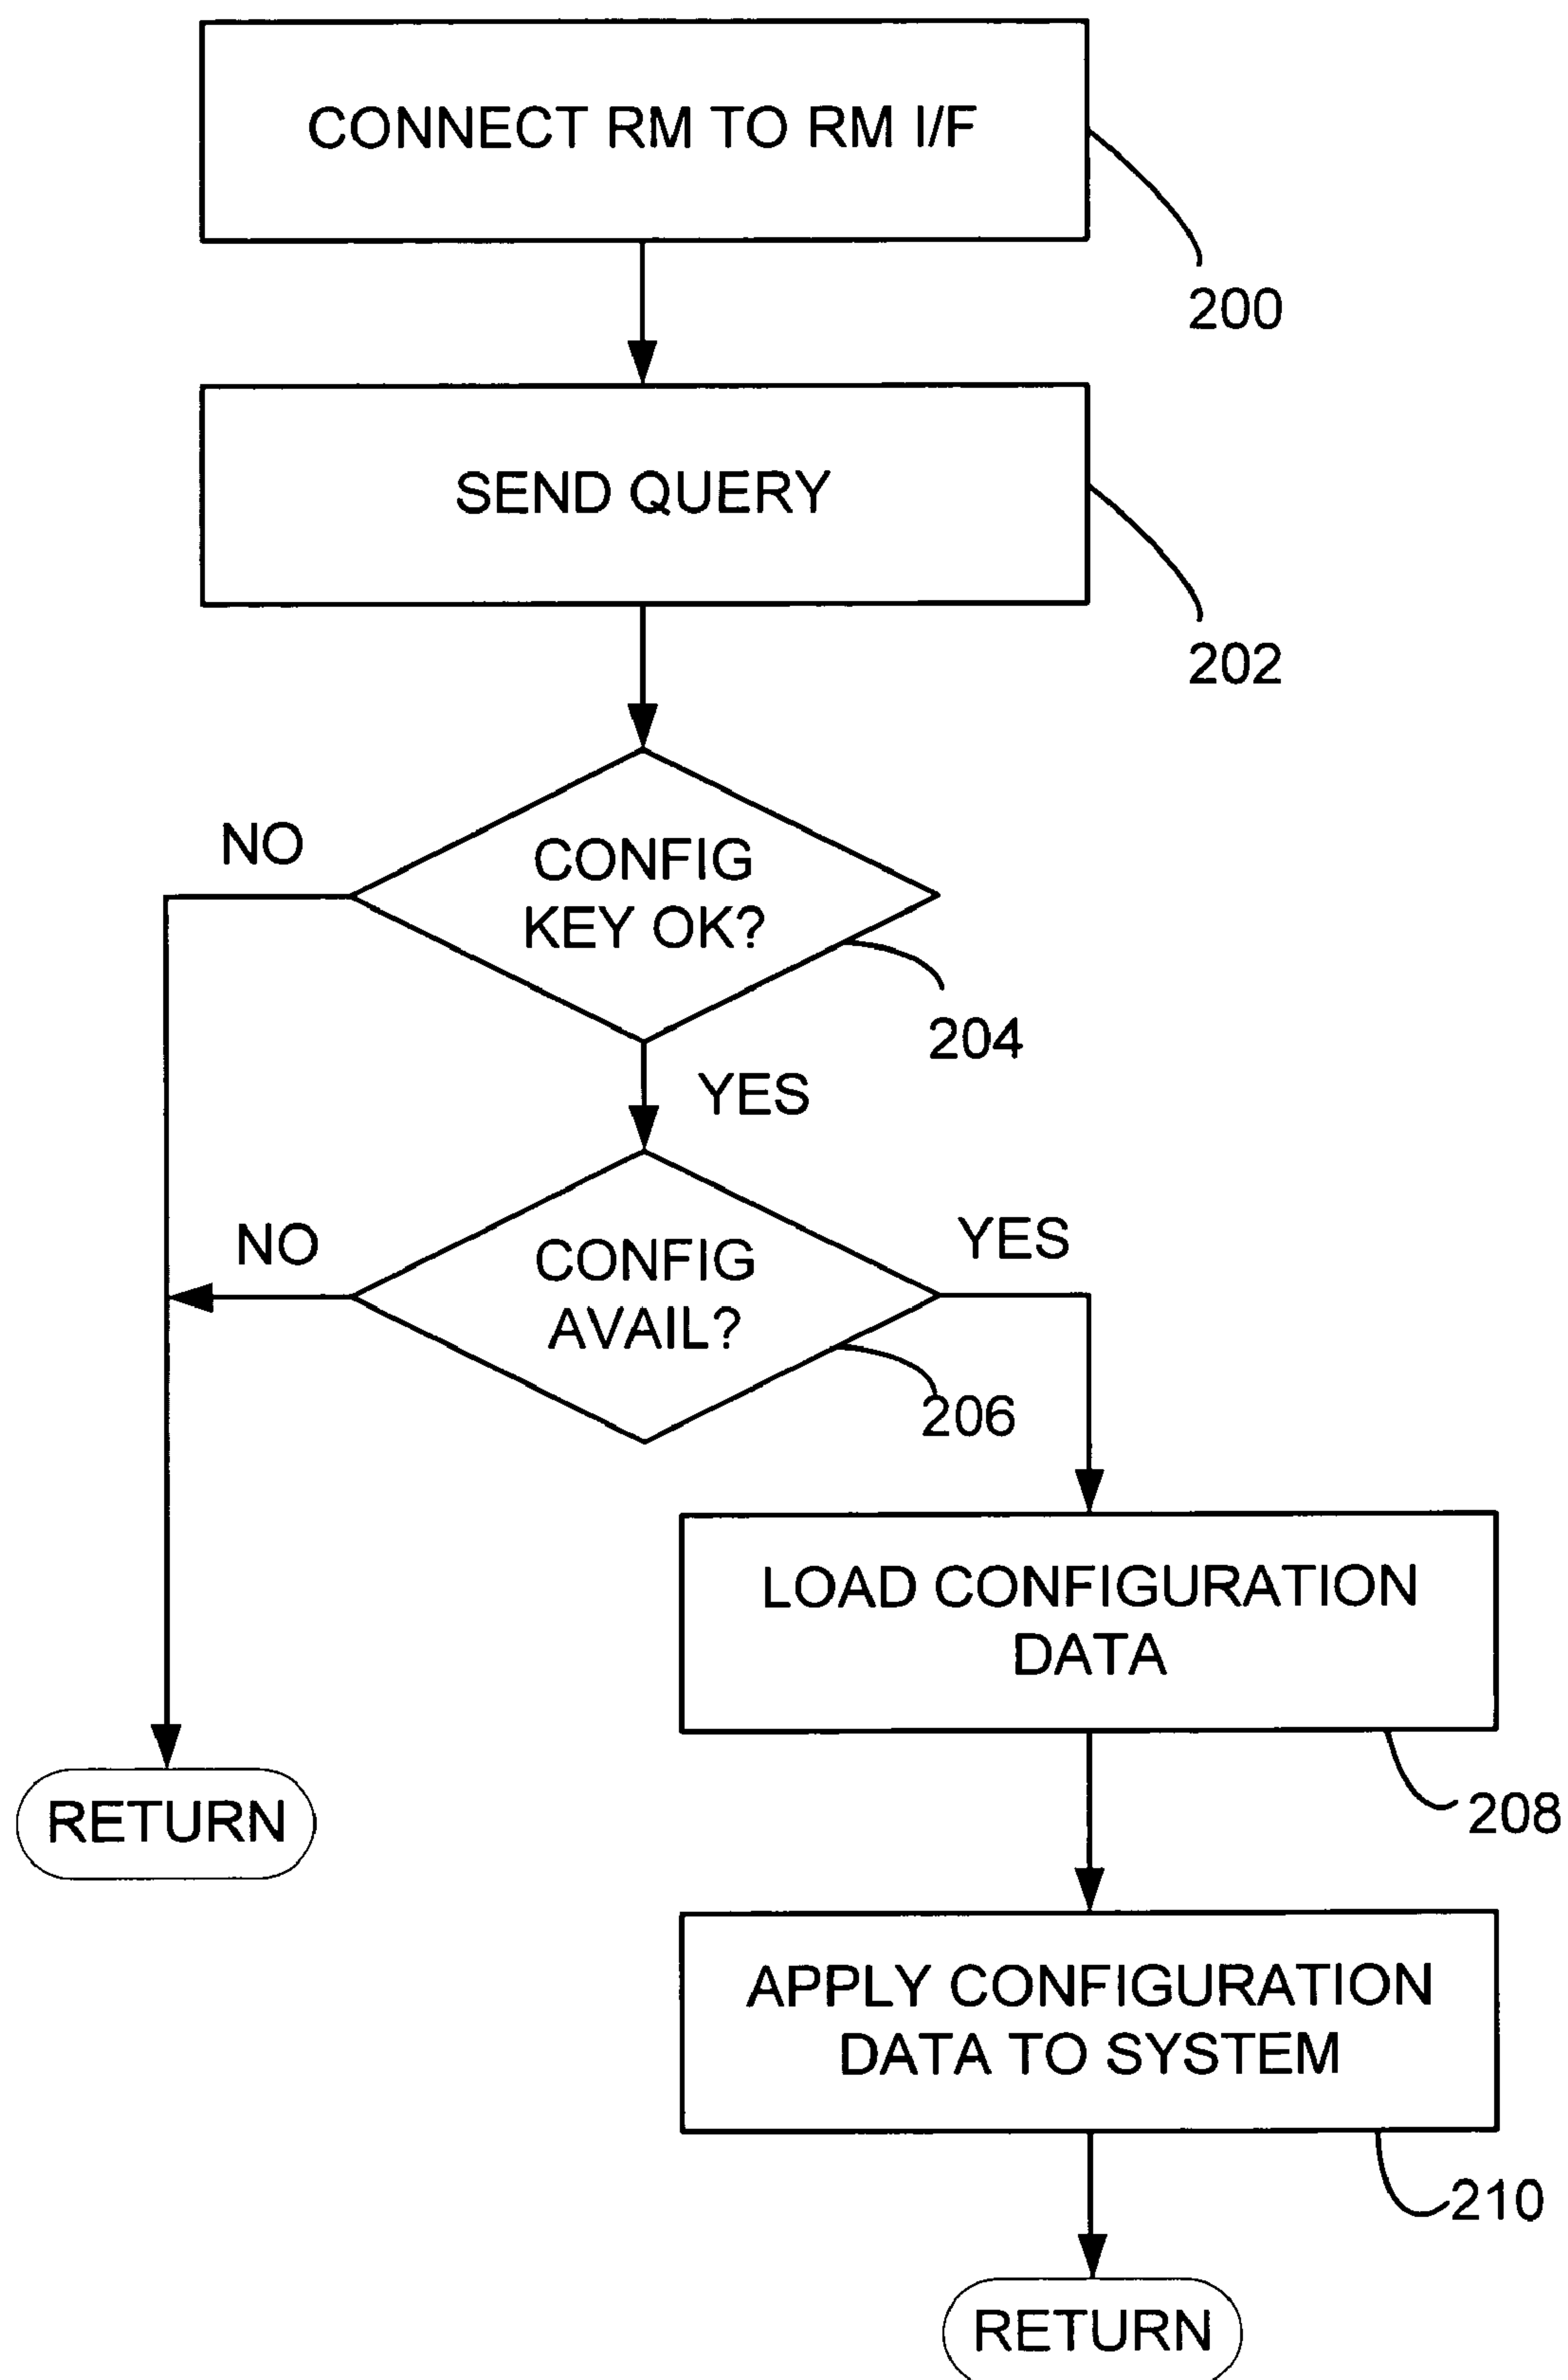 CONNECT RM TO RM I/F
200
SEND QUERY
202
NO
CONFIG
KEY OK?
204
YES
NO
CONFIG
AVAIL?
YES
206
LOAD CONFIGURATION
DATA
208
RETURN
APPLY CONFIGURATION
DATA TO SYSTEM
210
RETURN